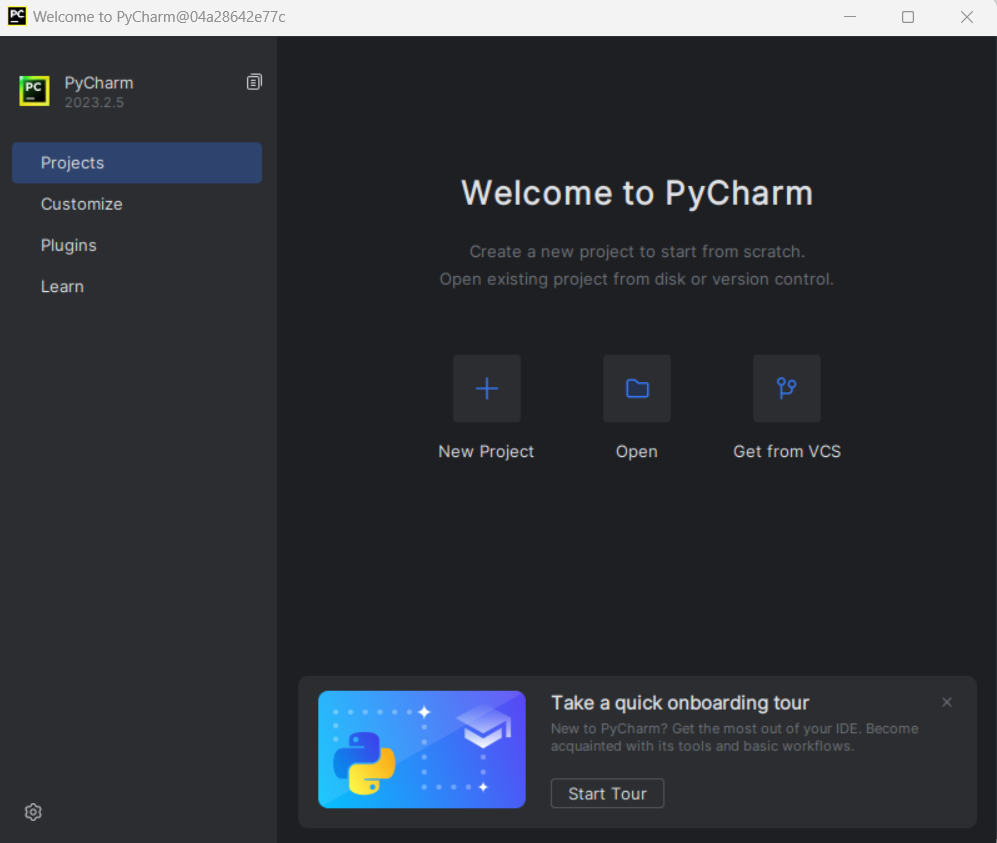 Welcome to PyCharm@04a28642e77c
PC
PyCharm
2023.2.5
Projects
Customize
Plugins
Learn
Welcome to PyCharm
Create a new project to start from scratch.
Open existing project from disk or version control.
New Project
Open
Get from VCS
Take a quick onboarding tour
New to PyCharm? Get the most out of your IDE. Become
acquainted with its tools and basic workflows.
Start Tour